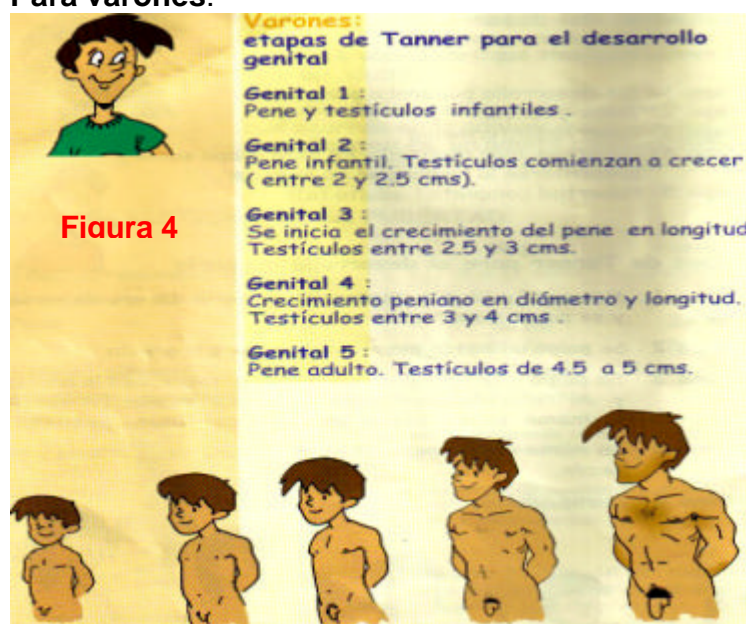 Para varones.
Varones:
etapas de Tanner para el desarrollo
genital
Genital 1 :
Pene y testículos infantiles .
Genital 2 :
Pene infantil. Testículos comienzan a crecer
( entre 2 y 2.5 cms).
Figura 4
Genital 3 :
Se inicia el crecimiento del pene en longitud
Testículos entre 2.5 y 3 cms.
Genital 4 :
Crecimiento peniano en diámetro y longitud.
Testículos entre 3 y 4 cms .
Genital 5 :
Pene adulto. Testículos de 4.5 a 5 cms.